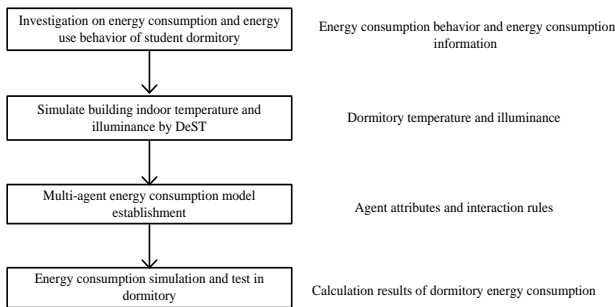 Investigation on energy consumption and energy
use behavior of student dormitory
Energy consumption behavior and energy consumption
information
Simulate building indoor temperature and
illuminance by DeST
Dormitory temperature and illuminance
Multi-agent energy consumption model
establishment
Agent attributes and interaction rules
Energy consumption simulation and test in
dormitory
Calculation results of dormitory energy consumption